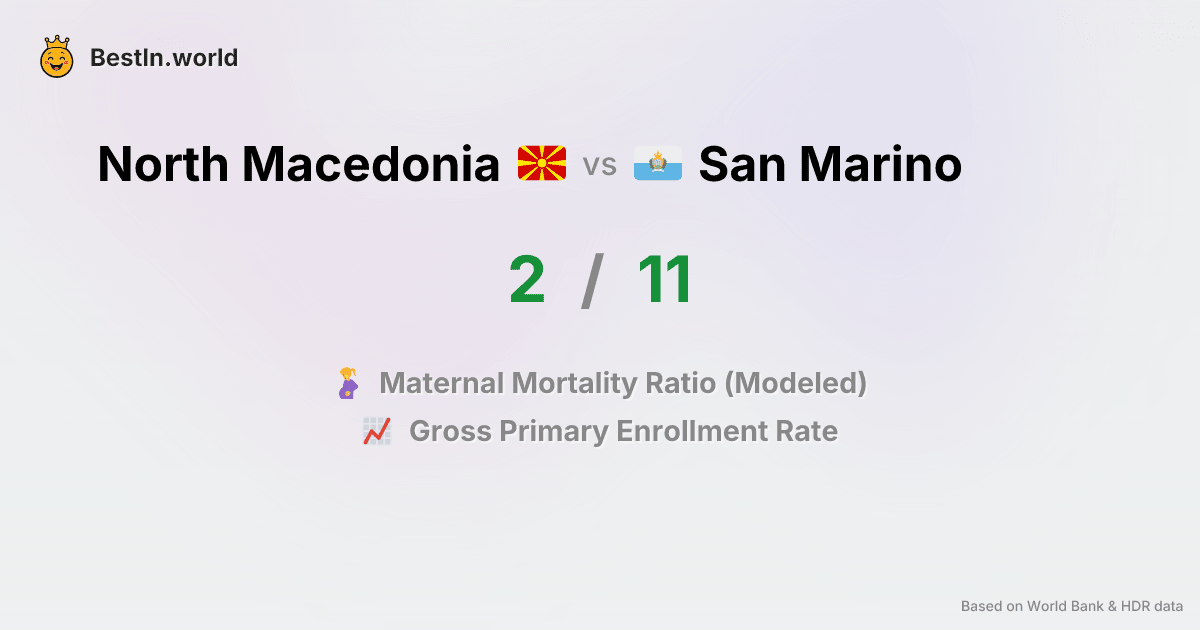 BestIn.world
North Macedonia vs San Marino
2 / 11
Maternal Mortality Ratio (Modeled)
Gross Primary Enrollment Rate
Based on World Bank & HDR data